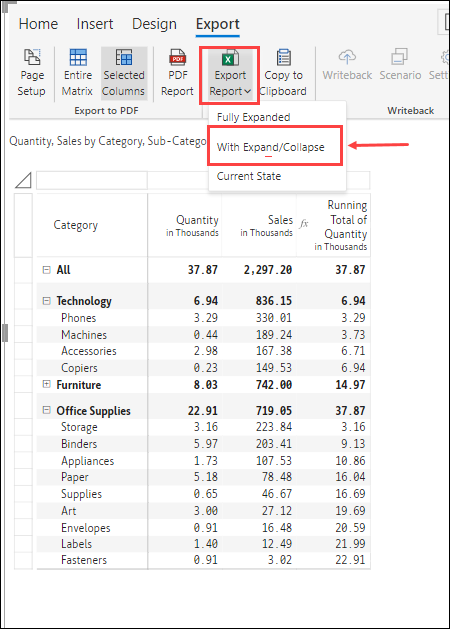 Home Insert Design Export
Page Setup Entire Matrix Selected Columns PDF Report Export Report Copy to Clipboard Writeback Scenario
Export to PDF Writeback
Fully Expanded
With Expand/Collapse
Current State
Quantity, Sales by Category, Sub-Catego
Category Quantity in Thousands Sales in Thousands fx Running Total of Quantity in Thousands
All 37.87 2,297.20 37.87
Technology 6.94 836.15 6.94
Phones 3.29 330.01 3.29
Machines 0.44 189.24 3.73
Accessories 2.98 167.38 6.71
Copiers 0.23 149.53 6.94
Furniture 8.03 742.00 14.97
Office Supplies 22.91 719.05 37.87
Storage 3.16 223.84 3.16
Binders 5.97 203.41 9.13
Appliances 1.73 107.53 10.86
Paper 5.18 78.48 16.04
Supplies 0.65 46.67 16.69
Art 3.00 27.12 19.69
Envelopes 0.91 16.48 20.59
Labels 1.40 12.49 21.99
Fasteners 0.91 3.02 22.91